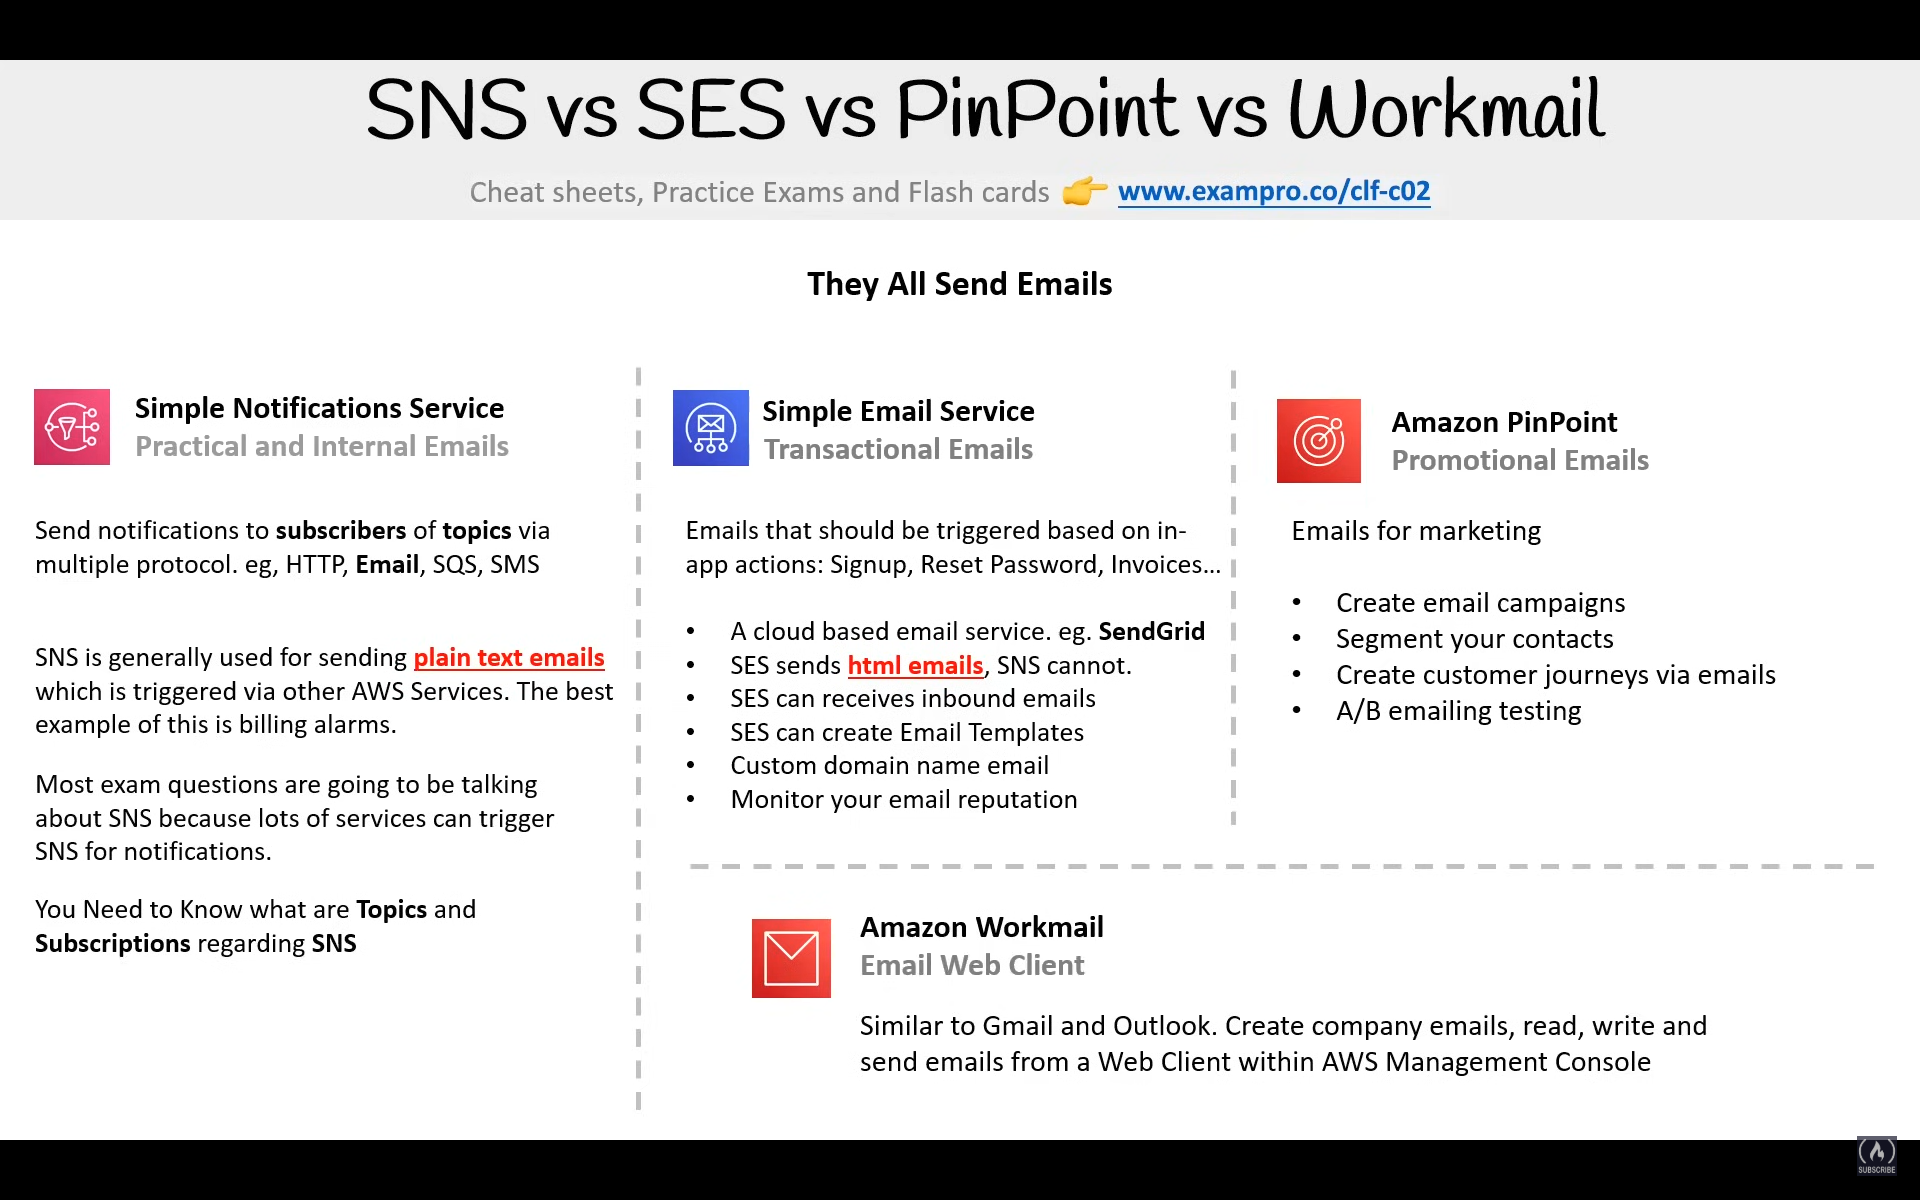 SNS vs SES vs PinPoint vs Workmail
Cheat sheets, Practice Exams and Flash cards 👉 www.exampro.co/clf-c02
They All Send Emails
Simple Notifications Service
Practical and Internal Emails
Send notifications to subscribers of topics via
multiple protocol. eg, HTTP, Email, SQS, SMS
SNS is generally used for sending plain text emails
which is triggered via other AWS Services. The best
example of this is billing alarms.
Most exam questions are going to be talking
about SNS because lots of services can trigger
SNS for notifications.
You Need to Know what are Topics and
Subscriptions regarding SNS
Simple Email Service
Transactional Emails
Emails that should be triggered based on in-
app actions: Signup, Reset Password, Invoices...
• A cloud based email service. eg. SendGrid
• SES sends html emails, SNS cannot.
• SES can receives inbound emails
• SES can create Email Templates
• Custom domain name email
• Monitor your email reputation
Amazon PinPoint
Promotional Emails
Emails for marketing
• Create email campaigns
• Segment your contacts
• Create customer journeys via emails
• A/B emailing testing
Amazon Workmail
Email Web Client
Similar to Gmail and Outlook. Create company emails, read, write and
send emails from a Web Client within AWS Management Console
SUBSCRIBE